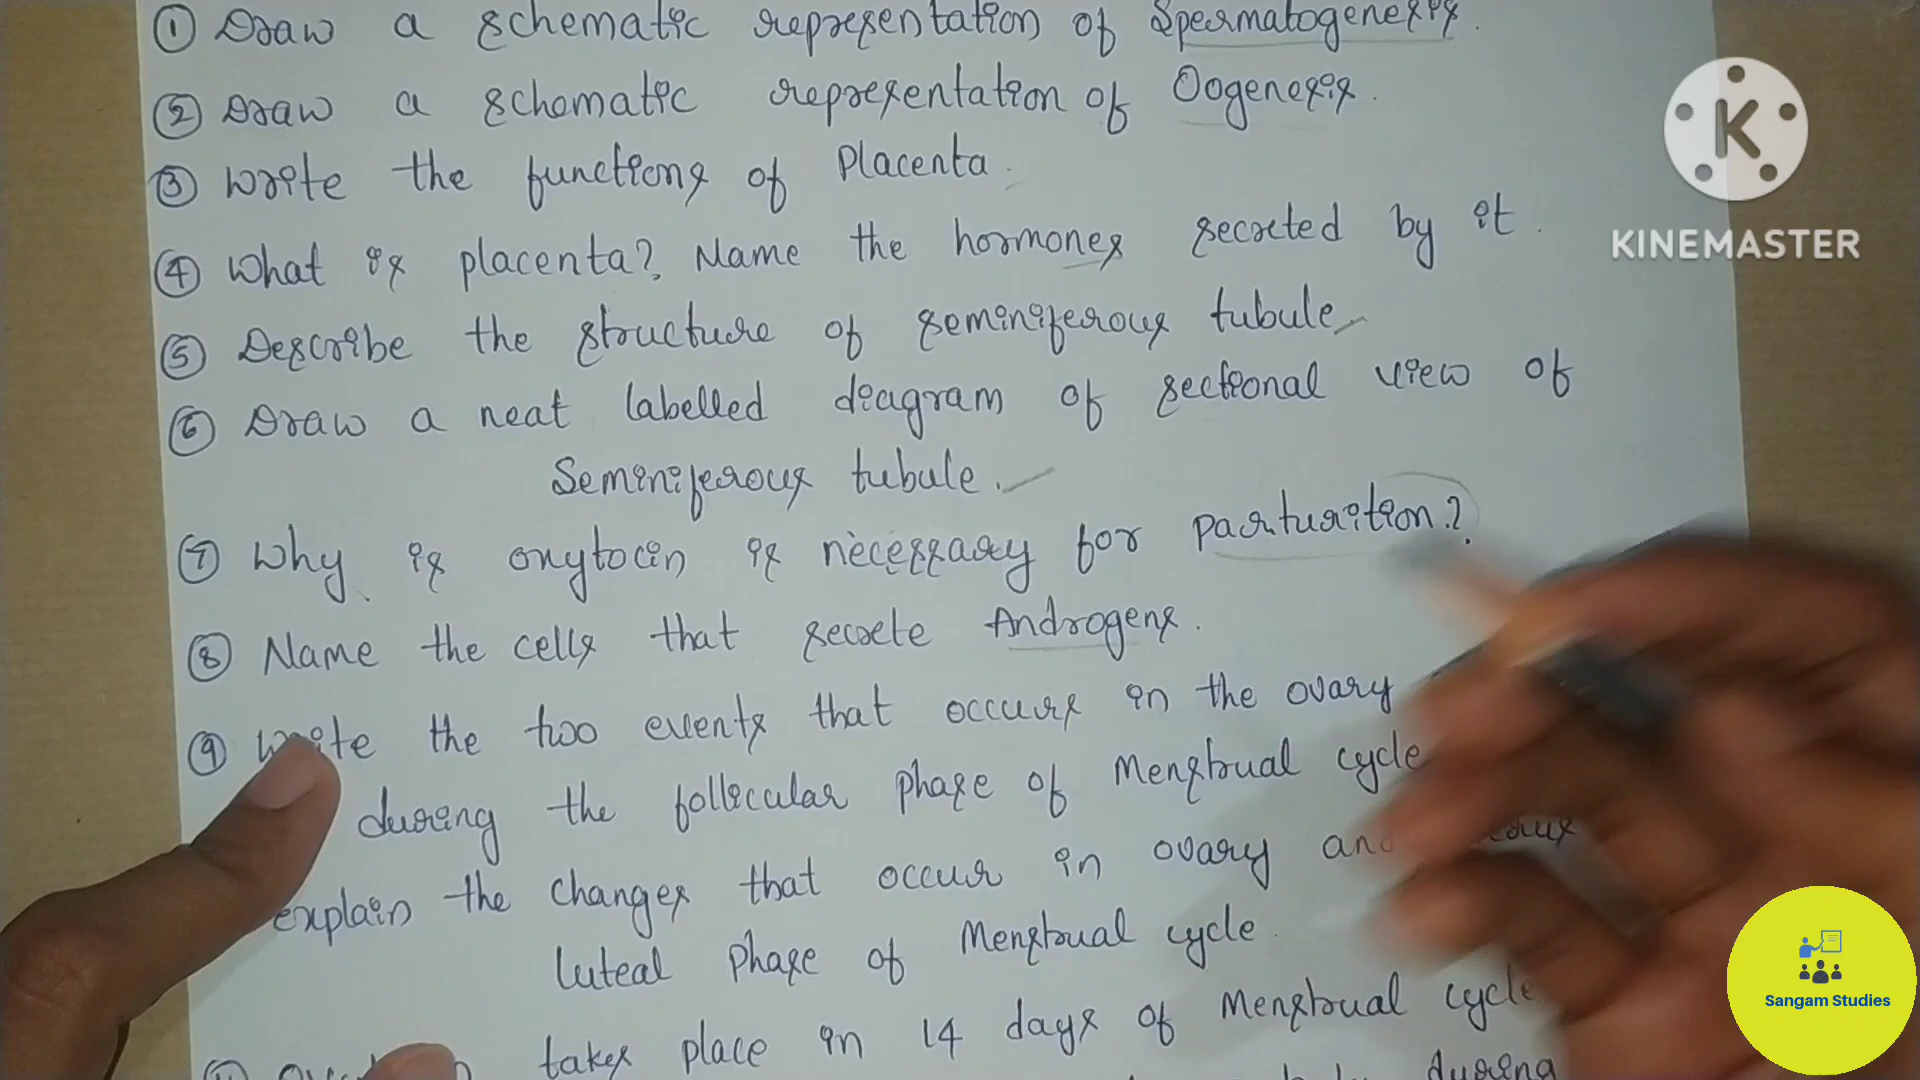 ① Draw a schematic representation of Spermatogenesis.
② Draw a schematic representation of Oogenesis.
③ Write the functions of Placenta.
④ What is placenta? Name the hormones secreted by it.
⑤ Describe the structure of seminiferous tubule
⑥ Draw a neat labelled diagram of sectional view of
Seminiferous tubule.
⑦ Why is oxytocin is necessary for parturition?
⑧ Name the cells that secrete Androgens.
⑨ Write the two events that occurs in the ovary
during the follicular phase of Menstrual cycle
explain the changes that occur in ovary and
luteal phase of Menstrual cycle.
takes place in 14 days of Menstrual cycle
during
KINEMASTER
Sangam Studies